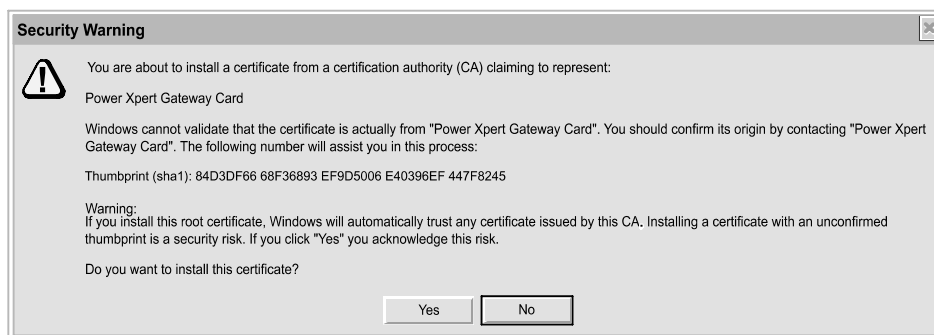 Security Warning
You are about to install a certificate from a certification authority (CA) claiming to represent:
Power Xpert Gateway Card
Windows cannot validate that the certificate is actually from "Power Xpert Gateway Card". You should confirm its origin by contacting "Power Xpert
Gateway Card". The following number will assist you in this process:
Thumbprint (sha1): 84D3DF66 68F36893 EF9D5006 E40396EF 447F8245
Warning:
If you install this root certificate, Windows will automatically trust any certificate issued by this CA. Installing a certificate with an unconfirmed
thumbprint is a security risk. If you click "Yes" you acknowledge this risk.
Do you want to install this certificate?
Yes
No